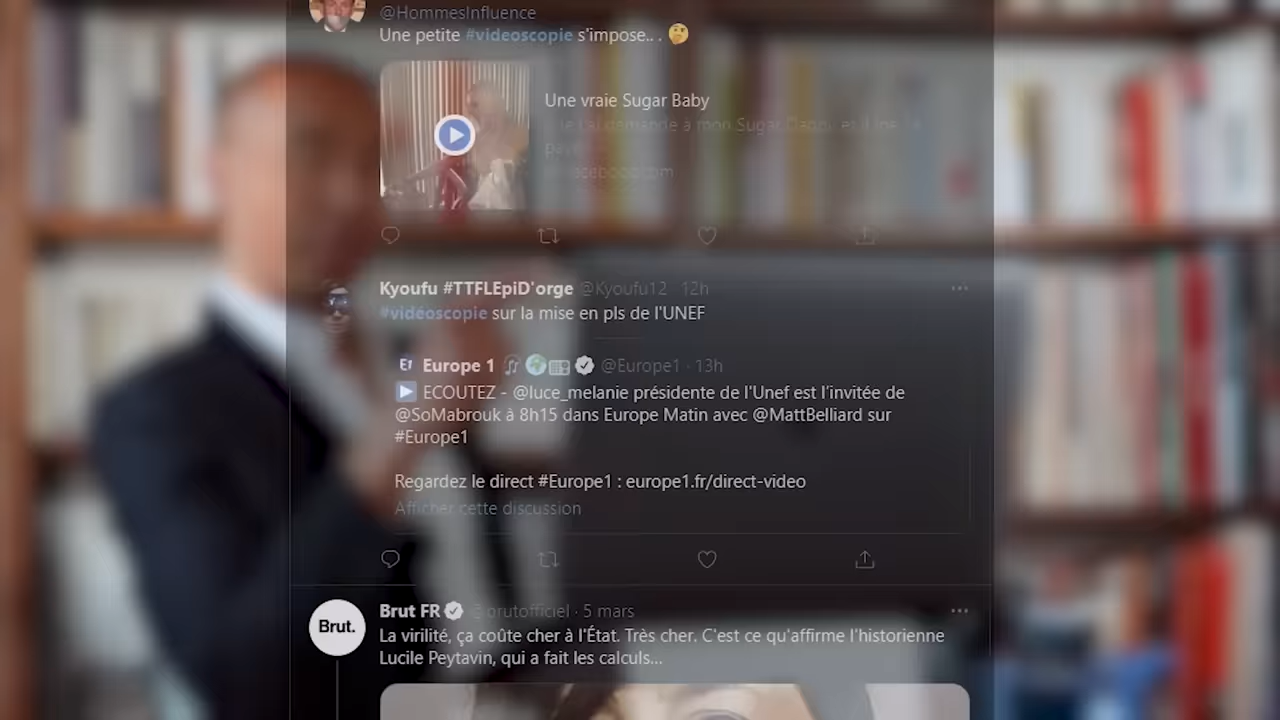 @HommesInfluence
Une petite #videoscopie s'impose.. .
Une vraie Sugar Baby
Kyoufu #TTFLEpiD'orge @Kyoufu12 · 12h
#vidéoscopie sur la mise en pls de l'UNEF
E1 Europe 1 @Europe1 · 13h
ECOUTEZ - @luce_melanie présidente de l'Unef est l'invitée de
@SoMabrouk à 8h15 dans Europe Matin avec @MattBelliard sur
#Europe1
Regardez le direct #Europe1 : europe1.fr/direct-video
Afficher cette discussion
Brut.
Brut FR @brutofficiel · 5 mars
La virilité, ça coûte cher à l'État. Très cher. C'est ce qu'affirme l'historienne
Lucile Peytavin, qui a fait les calculs...